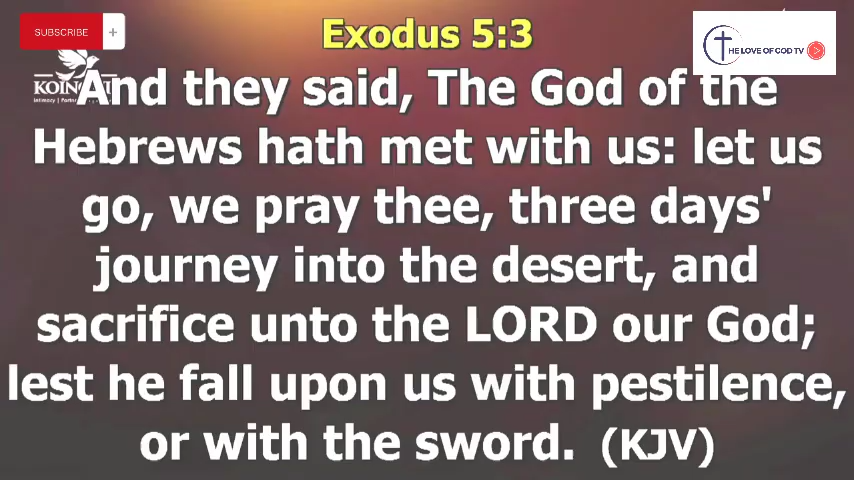 SUBSCRIBE +
Exodus 5:3
THE LOVE OF GOD TV
And they said, The God of the
Hebrews hath met with us: let us
go, we pray thee, three days'
journey into the desert, and
sacrifice unto the LORD our God;
lest he fall upon us with pestilence,
or with the sword. (KJV)